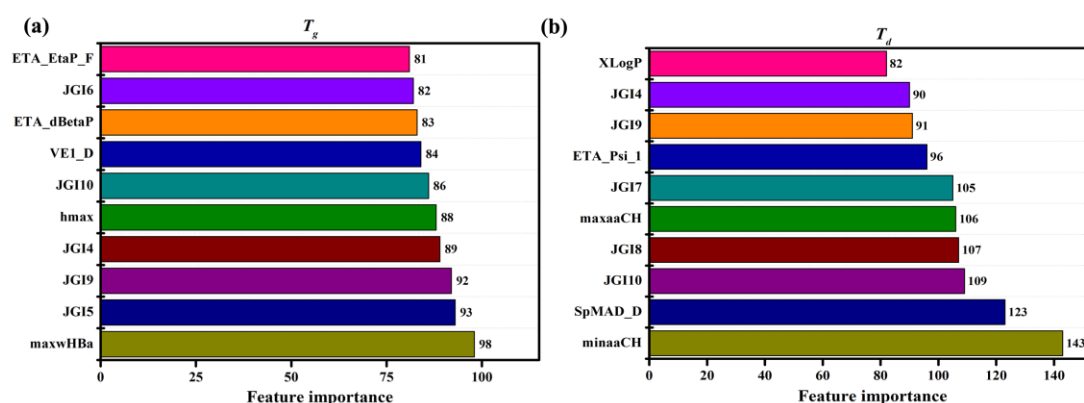 (a)
Tg
ETA_EtaP_F
81
JGI6
82
ETA_dBetaP
83
VE1_D
84
JGI10
86
hmax
88
JGI4
89
JGI9
92
JGI5
93
maxwHBa
98
0 25 50 75 100
Feature importance
(b)
Td
XLogP
82
JGI4
90
JGI9
91
ETA_Psi_1
96
JGI7
105
maxaaCH
106
JGI8
107
JGI10
109
SpMAD_D
123
minaaCH
143
0 20 40 60 80 100 120 140
Feature importance